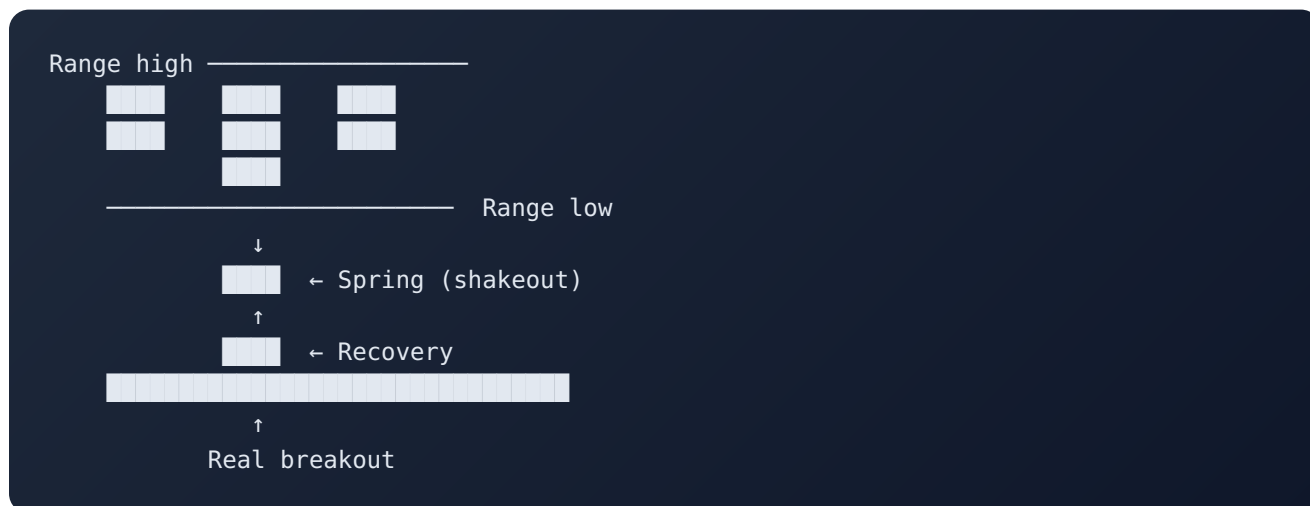 Range high
Range low
↓
← Spring (shakeout)
↑
← Recovery
↑
Real breakout